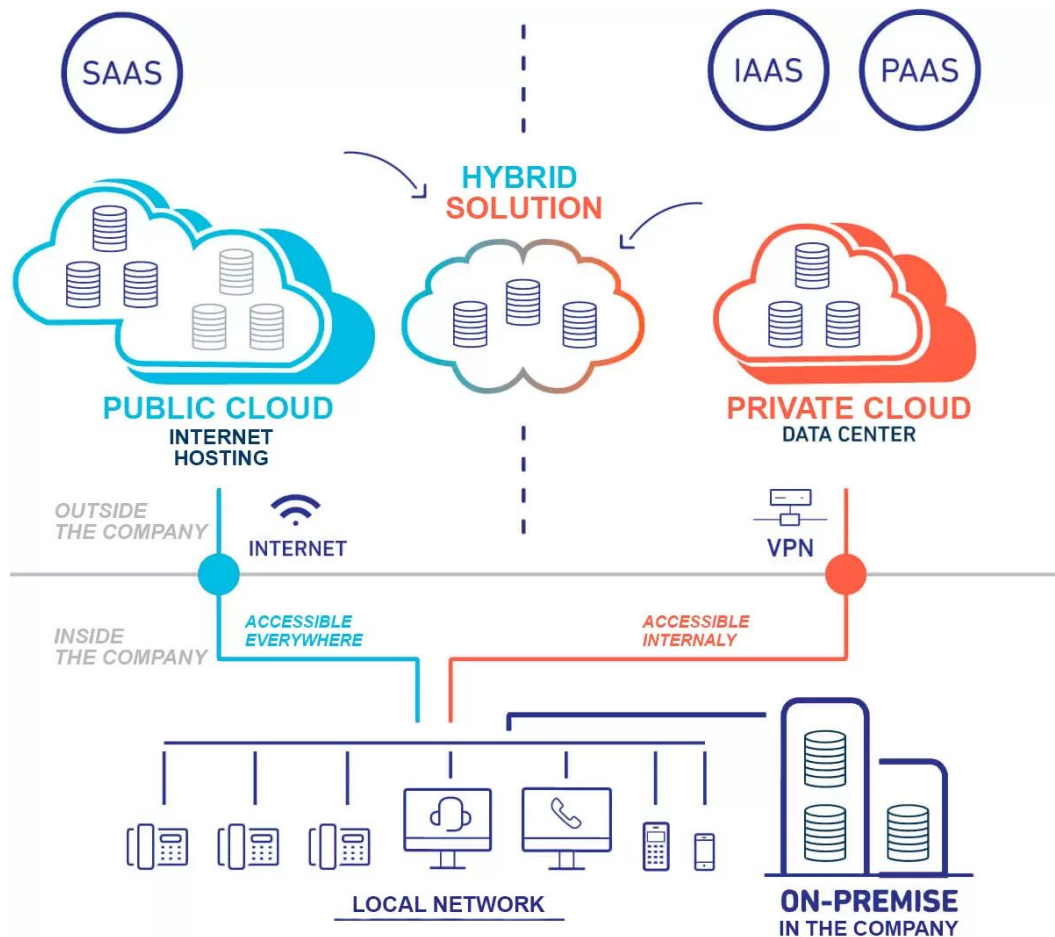 SAAS
IAAS
PAAS
HYBRID
SOLUTION
PUBLIC CLOUD
INTERNET
HOSTING
PRIVATE CLOUD
DATA CENTER
OUTSIDE
THE COMPANY
INTERNET
VPN
INSIDE
THE COMPANY
ACCESSIBLE
EVERYWHERE
ACCESSIBLE
INTERNALY
LOCAL NETWORK
ON-PREMISE
IN THE COMPANY